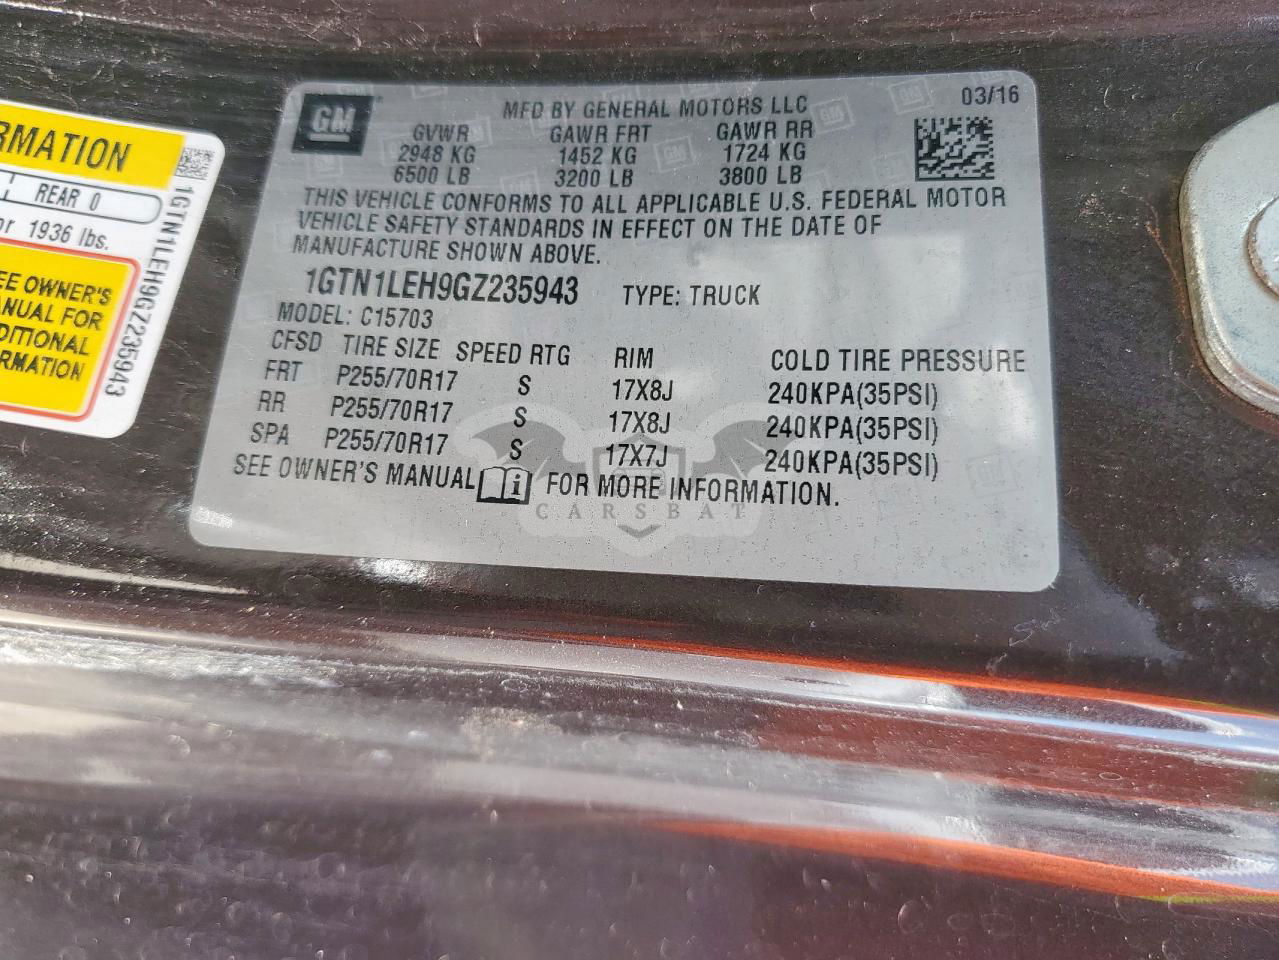 RMATION
REAR 0
or 1936 lbs.
EE OWNER'S
ANUAL FOR
DITIONAL
RMATION
1GTN1LEH9GZ235943
GM
MFD BY GENERAL MOTORS LLC
03/16
GVWR GAWR FRT GAWR RR
2948 KG 1452 KG 1724 KG
6500 LB 3200 LB 3800 LB
THIS VEHICLE CONFORMS TO ALL APPLICABLE U.S. FEDERAL MOTOR
VEHICLE SAFETY STANDARDS IN EFFECT ON THE DATE OF
MANUFACTURE SHOWN ABOVE.
1GTN1LEH9GZ235943 TYPE: TRUCK
MODEL: C15703
CFSD TIRE SIZE SPEED RTG RIM COLD TIRE PRESSURE
FRT P255/70R17 S 17X8J 240KPA(35PSI)
RR P255/70R17 S 17X8J 240KPA(35PSI)
SPA P255/70R17 S 17X7J 240KPA(35PSI)
SEE OWNER'S MANUAL i FOR MORE INFORMATION.
CARSBAT